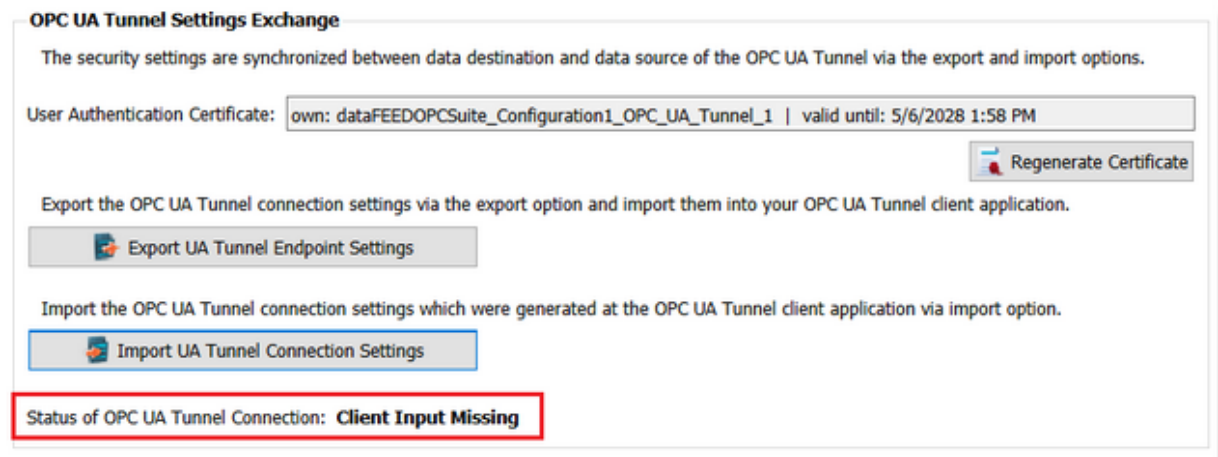 OPC UA Tunnel Settings Exchange
The security settings are synchronized between data destination and data source of the OPC UA Tunnel via the export and import options.
User Authentication Certificate: own: dataFEEDOPCSuite_Configuration1_OPC_UA_Tunnel_1 | valid until: 5/6/2028 1:58 PM
Regenerate Certificate
Export the OPC UA Tunnel connection settings via the export option and import them into your OPC UA Tunnel client application.
Export UA Tunnel Endpoint Settings
Import the OPC UA Tunnel connection settings which were generated at the OPC UA Tunnel client application via import option.
Import UA Tunnel Connection Settings
Status of OPC UA Tunnel Connection: Client Input Missing